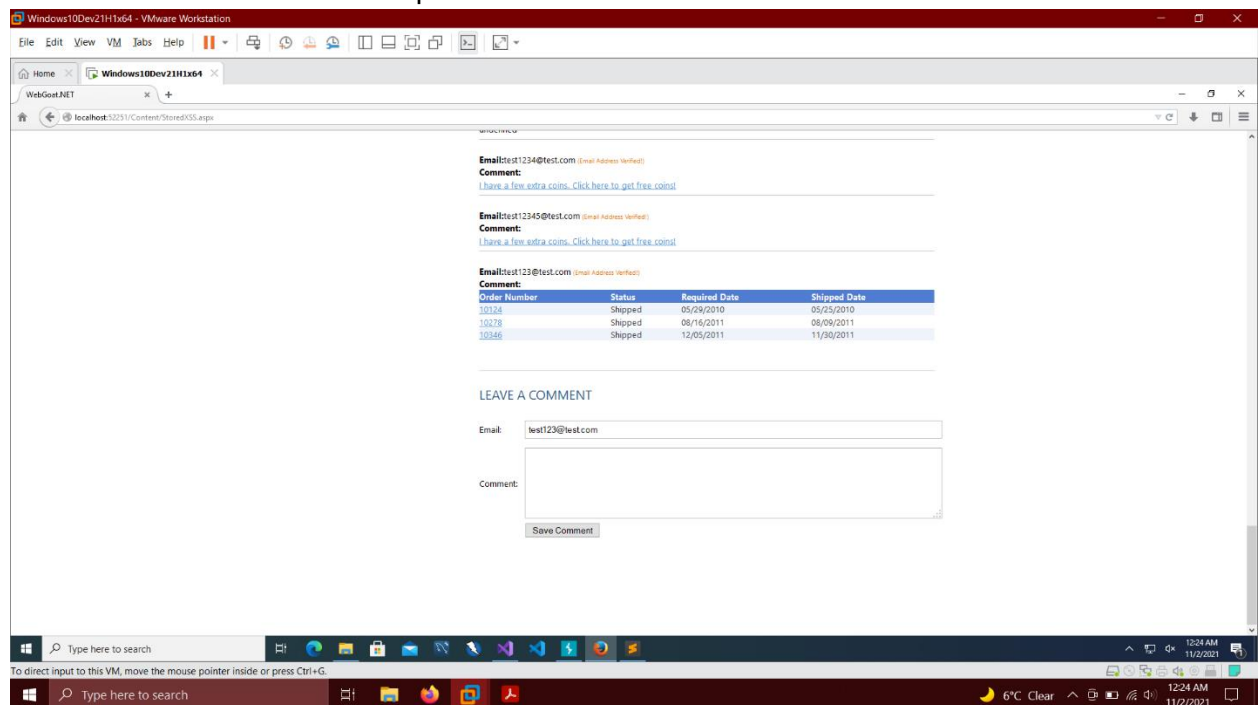 Windows10Dev21H1x64 - VMware Workstation
File Edit View VM Tabs Help
Home Windows10Dev21H1x64
WebGoat.NET
localhost:52251/Content/StoredXSS.aspx
undefined
Email:test1234@test.com (Email Address Verified!)
Comment:
I have a few extra coins. Click here to get free coins!
Email:test12345@test.com (Email Address Verified!)
Comment:
I have a few extra coins. Click here to get free coins!
Email:test123@test.com (Email Address Verified!)
Comment:
Order Number Status Required Date Shipped Date
10124 Shipped 05/29/2010 05/25/2010
10278 Shipped 08/16/2011 08/09/2011
10346 Shipped 12/05/2011 11/30/2011
LEAVE A COMMENT
Email: test123@test.com
Comment:
Save Comment
Type here to search 12:24 AM
11/2/2021
To direct input to this VM, move the mouse pointer inside or press Ctrl+G.
Type here to search 6°C Clear 12:24 AM
11/2/2021